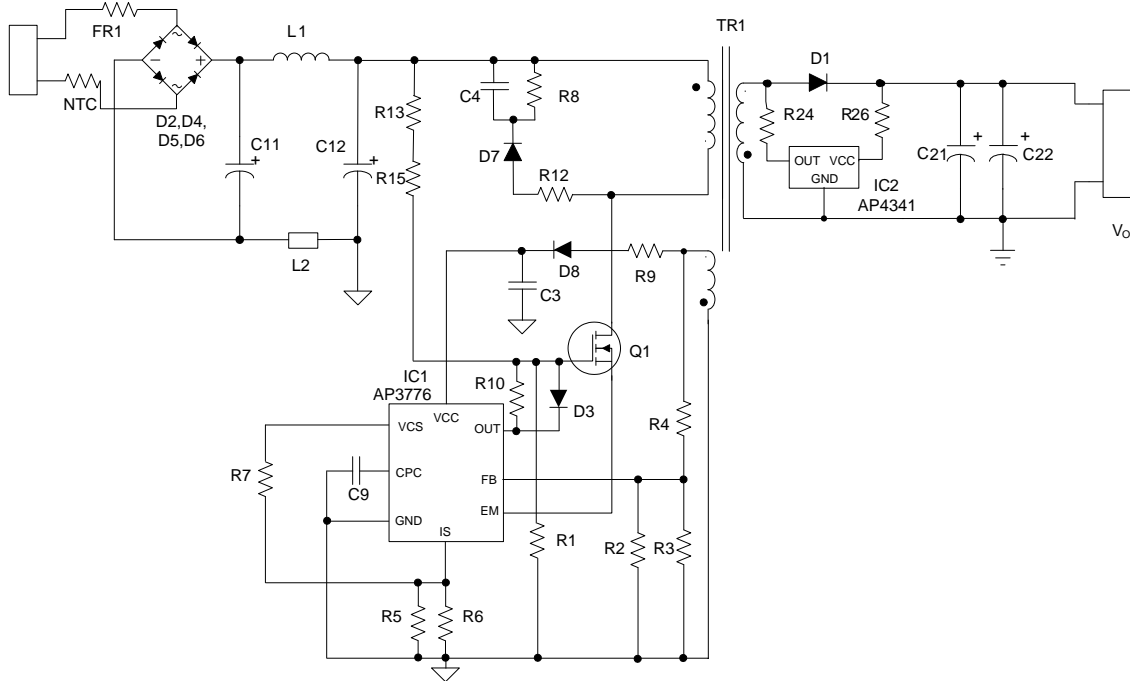 TR1
FR1
L1
D1
C4
R8
NTC
R13
R24
R26
D2,D4,
D5,D6
C11
C12
D7
OUT
VCC
C21
C22
R15
GND
R12
IC2
AP4341
VO
L2
D8
R9
C3
Q1
IC1
AP3776
R10
D3
VCC
R4
VCS
OUT
R7
CPC
FB
C9
EM
GND
IS
R1
R2
R3
R5
R6